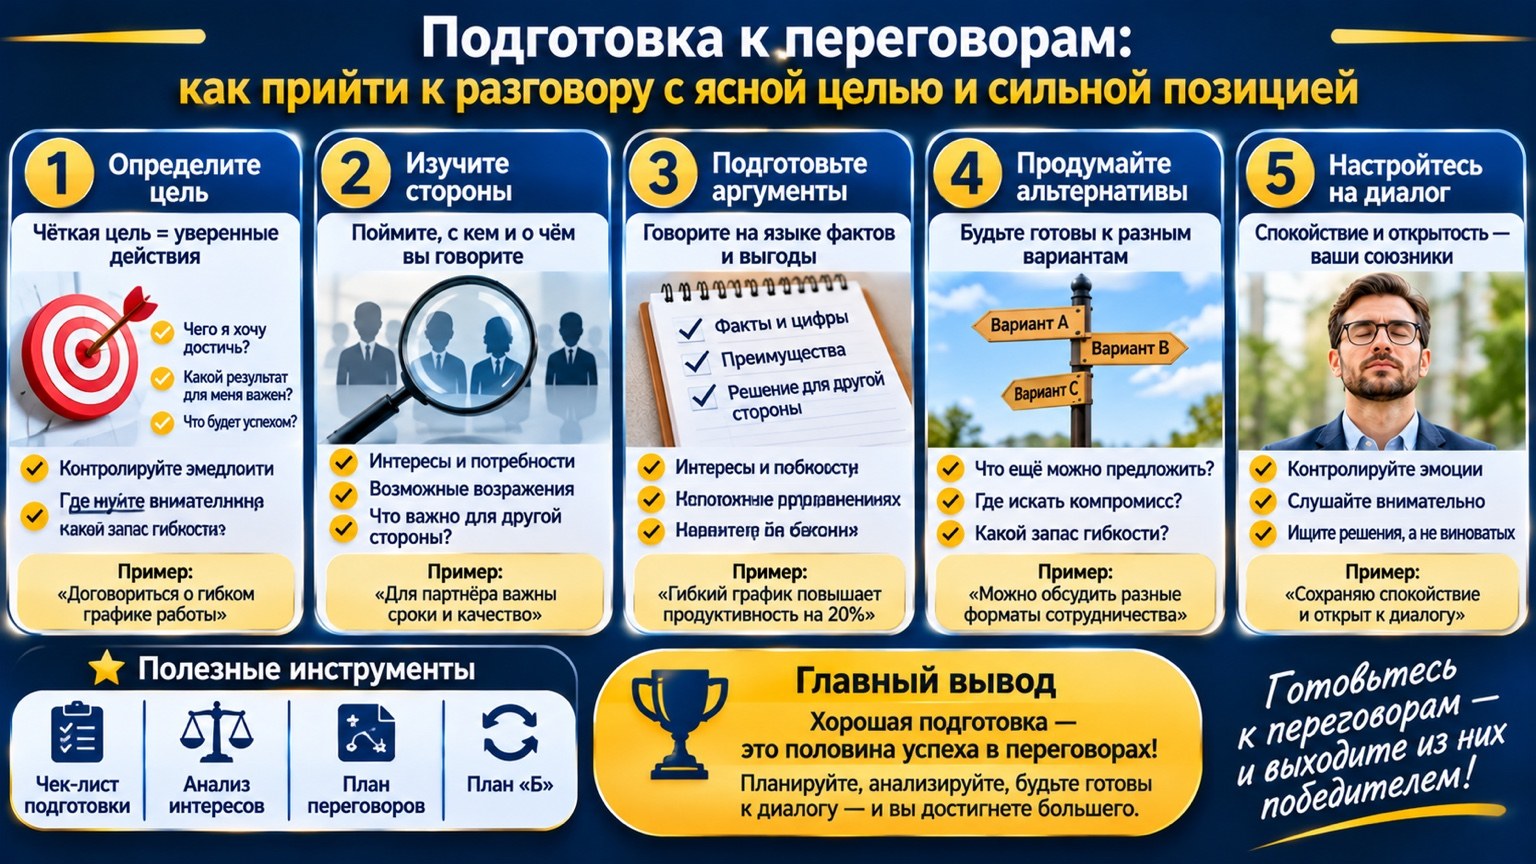 Подготовка к переговорам:
как прийти к разговору с ясной целью и сильной позицией
1 Определите
цель
Чёткая цель = уверенные
действия
Чего я хочу
достичь?
Какой результат
для меня важен?
Что будет успехом?
Контролируйте эмедлоити
Где
какой запас гибкости?
Пример:
«Договориться о гибком
графике работы»
2 Изучите
стороны
Поймите, с кем и о чём
вы говорите
Интересы и потребности
Возможные возражения
Что важно для другой
стороны?
Пример:
«Для партнёра важны
сроки и качество»
3 Подготовьте
аргументы
Говорите на языке фактов
и выгоды
Факты и цифры
Преимущества
Решение для другой
стороны
Интересы и
Пример:
«Гибкий график повышает
продуктивность на 20%»
4 Продумайте
альтернативы
Будьте готовы к разным
вариантам
Вариант А
Вариант В
Вариант С
Что ещё можно предложить?
Где искать компромисс?
Какой запас гибкости?
Пример:
«Можно обсудить разные
форматы сотрудничества»
5 Настройтесь
на диалог
Спокойствие и открытость —
ваши союзники
Контролируйте эмоции
Слушайте внимательно
Ищите решения, а не виноватых
Пример:
«Сохраняю спокойствие
и открыт к диалогу»
Полезные инструменты
Чек-лист
подготовки
Анализ
интересов
План
переговоров
План «Б»
Главный вывод
Хорошая подготовка —
это половина успеха в переговорах!
Планируйте, анализируйте, будьте готовы
к диалогу — и вы достигнете большего.
Готовьтесь
к переговорам —
и выходите из них
победителем!